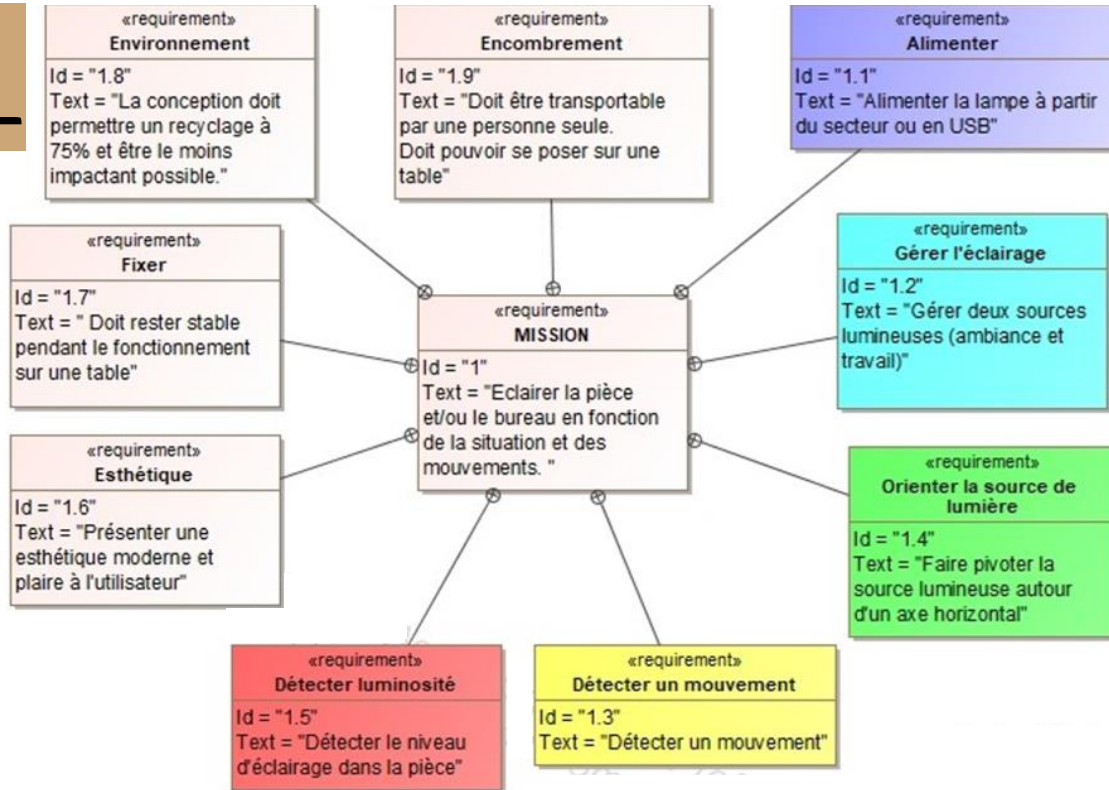 «requirement»
Environnement
Id = "1.8"
Text = "La conception doit
permettre un recyclage à
75% et être le moins
impactant possible."
«requirement»
Encombrement
Id = "1.9"
Text = "Doit être transportable
par une personne seule.
Doit pouvoir se poser sur une
table"
«requirement»
Alimenter
Id = "1.1"
Text = "Alimenter la lampe à partir
du secteur ou en USB"
«requirement»
Fixer
Id = "1.7"
Text = " Doit rester stable
pendant le fonctionnement
sur une table"
«requirement»
MISSION
Id = "1"
Text = "Eclairer la pièce
et/ou le bureau en fonction
de la situation et des
mouvements. "
«requirement»
Gérer l'éclairage
Id = "1.2"
Text = "Gérer deux sources
lumineuses (ambiance et
travail)"
«requirement»
Esthétique
Id = "1.6"
Text = "Présenter une
esthétique moderne et
plaire à l'utilisateur"
«requirement»
Orienter la source de
lumière
Id = "1.4"
Text = "Faire pivoter la
source lumineuse autour
d'un axe horizontal"
«requirement»
Détecter luminosité
Id = "1.5"
Text = "Détecter le niveau
d'éclairage dans la pièce"
«requirement»
Détecter un mouvement
Id = "1.3"
Text = "Détecter un mouvement"